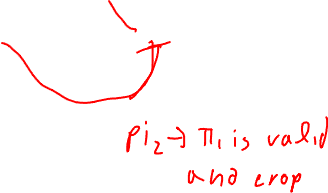 pi₂ → π₁ is valid
and crop